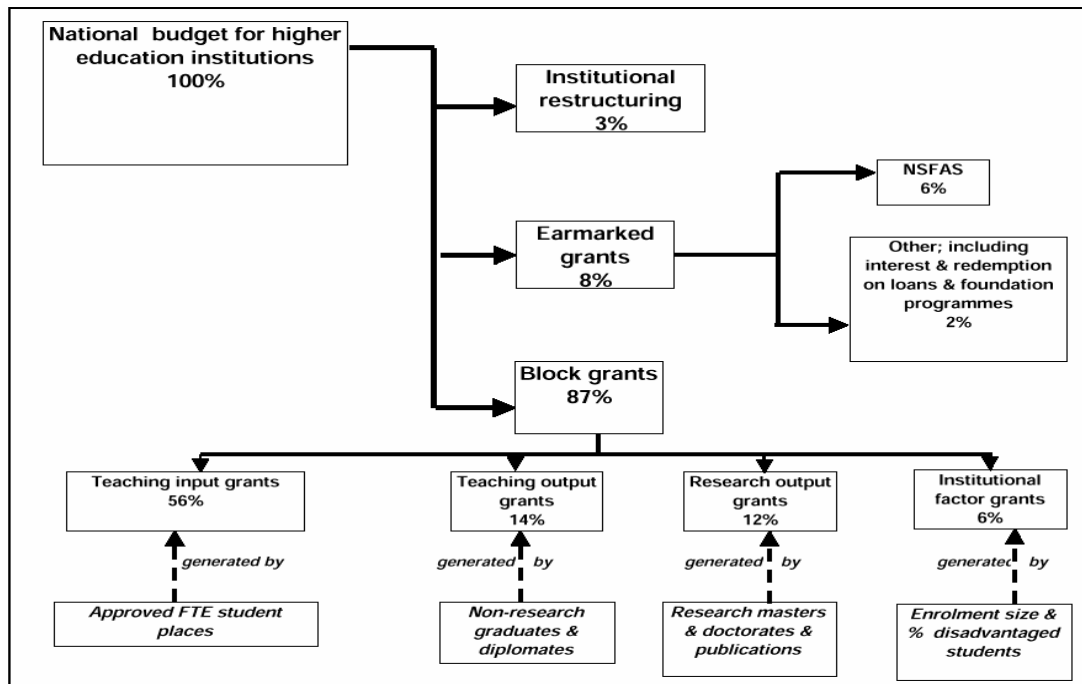 National budget for higher
education institutions
100%
Institutional
restructuring
3%
NSFAS
6%
Earmarked
grants
8%
Other; including
interest & redemption
on loans & foundation
programmes
2%
Block grants
87%
Teaching input grants
56%
Teaching output
grants
14%
Research output
grants
12%
Institutional
factor grants
6%
generated by
generated by
generated by
generated by
Approved FTE student
places
Non-research
graduates &
diplomates
Research masters
& doctorates &
publications
Enrolment size &
% disadvantaged
students